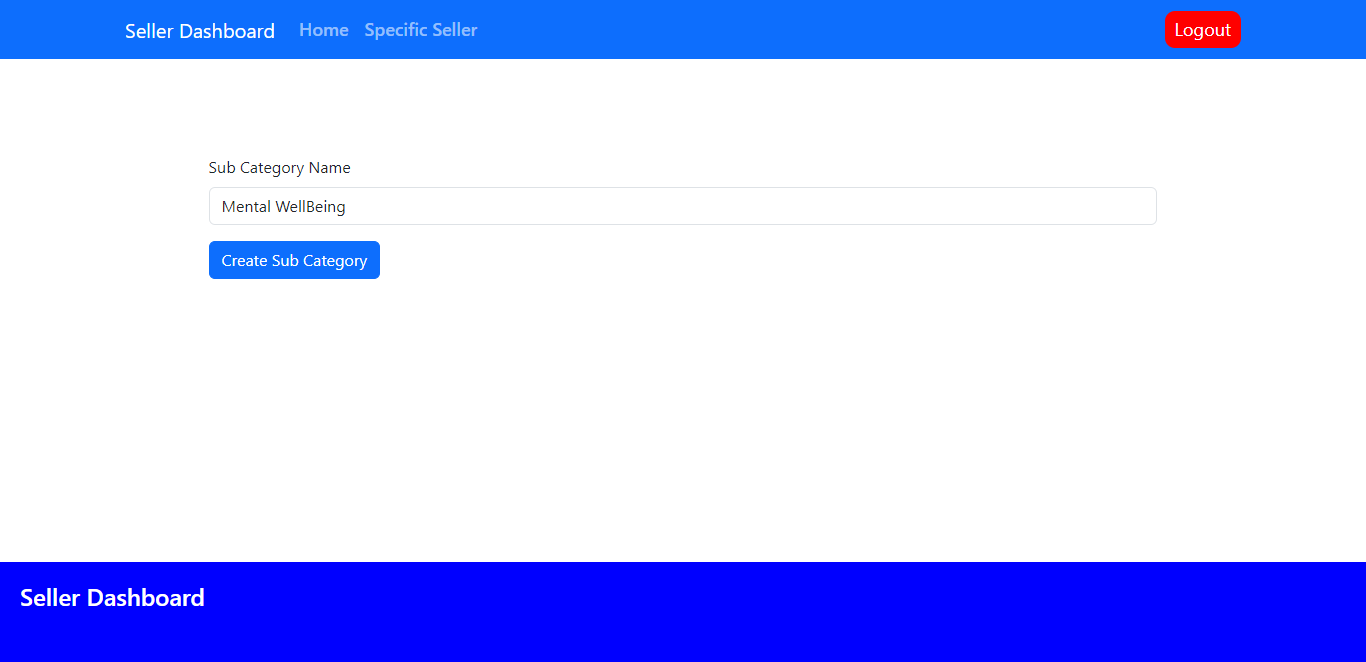 Seller Dashboard Home Specific Seller Logout
Sub Category Name
Mental WellBeing
Create Sub Category
Seller Dashboard